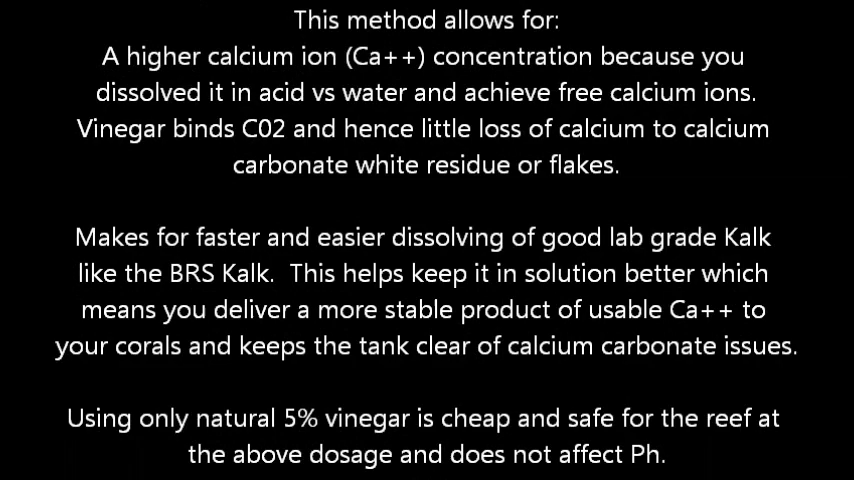 This method allows for:
A higher calcium ion (Ca++) concentration because you
dissolved it in acid vs water and achieve free calcium ions.
Vinegar binds C02 and hence little loss of calcium to calcium
carbonate white residue or flakes.
Makes for faster and easier dissolving of good lab grade Kalk
like the BRS Kalk.  This helps keep it in solution better which
means you deliver a more stable product of usable Ca++ to
your corals and keeps the tank clear of calcium carbonate issues.
Using only natural 5% vinegar is cheap and safe for the reef at
the above dosage and does not affect Ph.